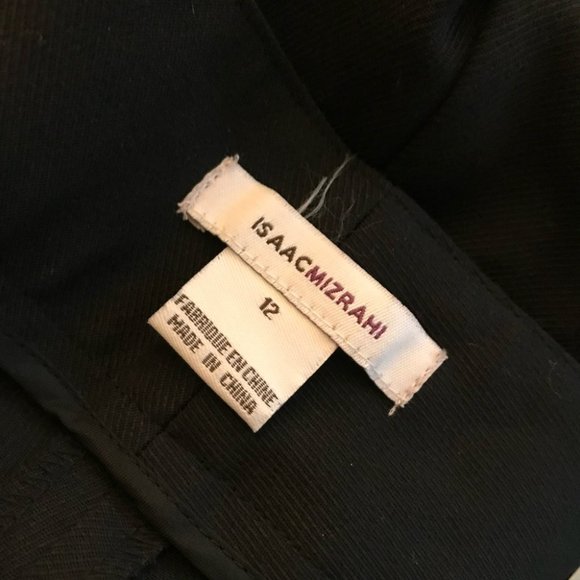 ISAACMIZRAHI
12
FABRIQUE EN CHINE
MADE IN CHINA